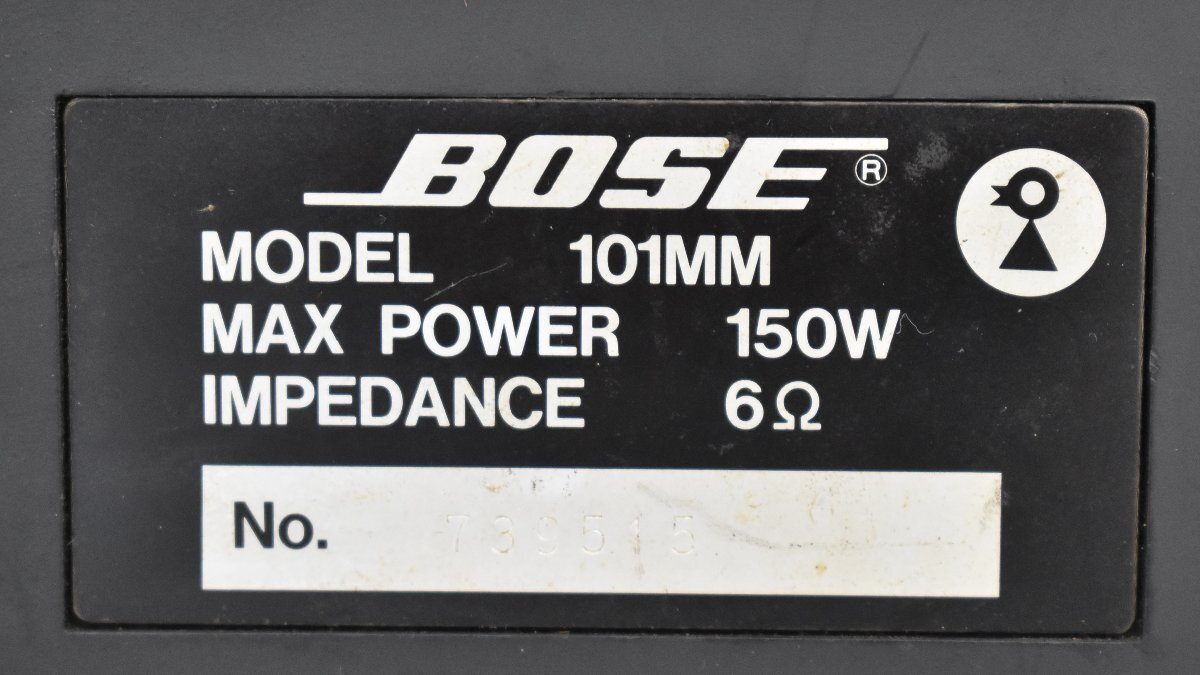 BOSE®
MODEL 101MM
MAX POWER 150W
IMPEDANCE 6Ω
No. 739515